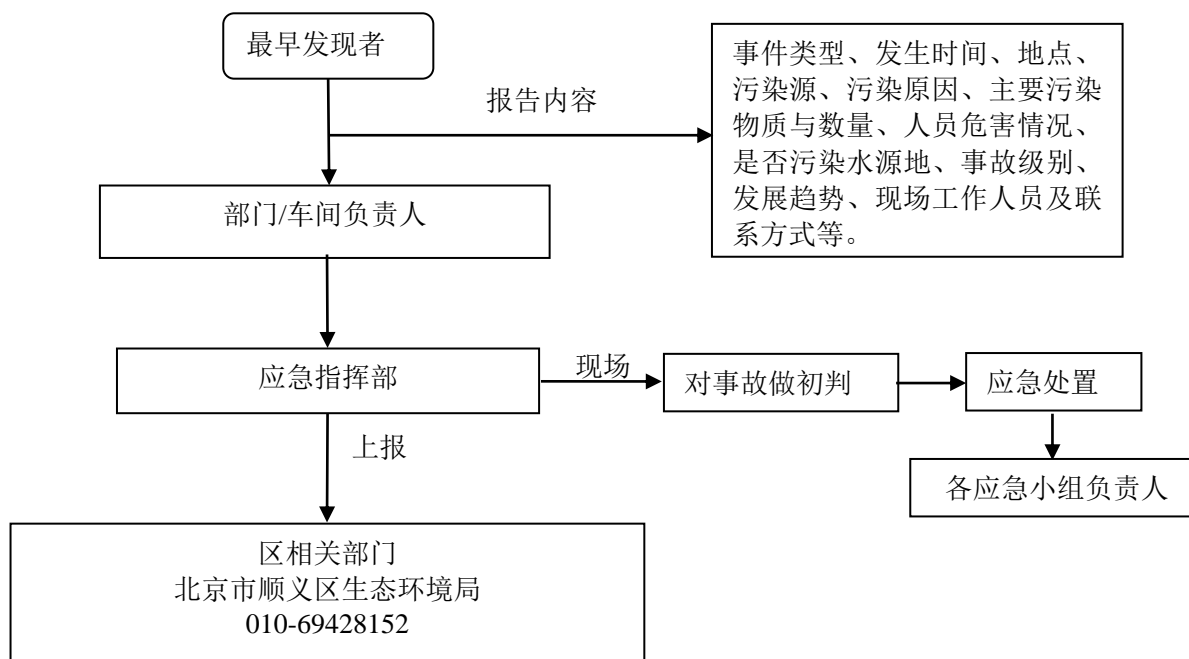 最早发现者
报告内容
事件类型、发生时间、地点、
污染源、污染原因、主要污染
物质与数量、人员危害情况、
是否污染水源地、事故级别、
发展趋势、现场工作人员及联
系方式等。
部门/车间负责人
应急指挥部
现场
对事故做初判
应急处置
上报
各应急小组负责人
区相关部门
北京市顺义区生态环境局
010-69428152